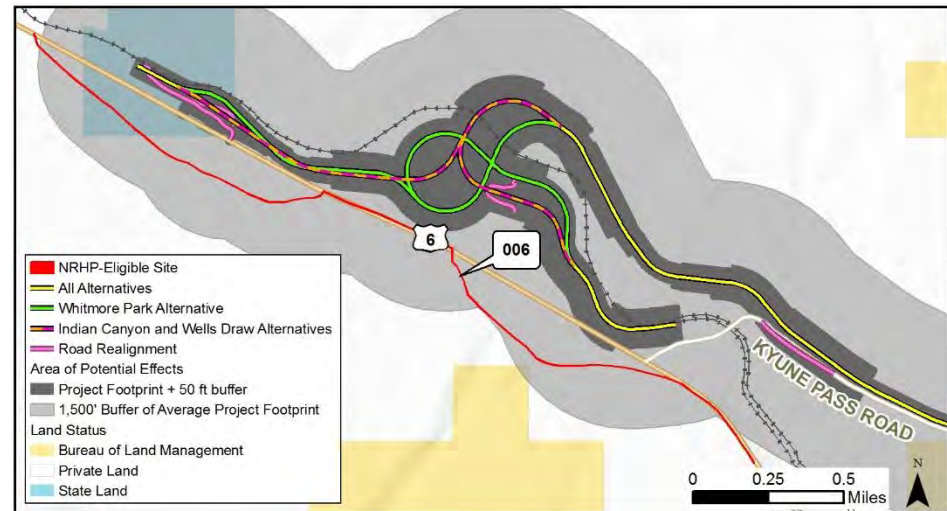 6
006
KYUNE PASS ROAD
NRHP-Eligible Site
All Alternatives
Whitmore Park Alternative
Indian Canyon and Wells Draw Alternatives
Road Realignment
Area of Potential Effects
Project Footprint + 50 ft buffer
1,500' Buffer of Average Project Footprint
Land Status
Bureau of Land Management
Private Land
State Land
N
0 0.25 0.5
Miles